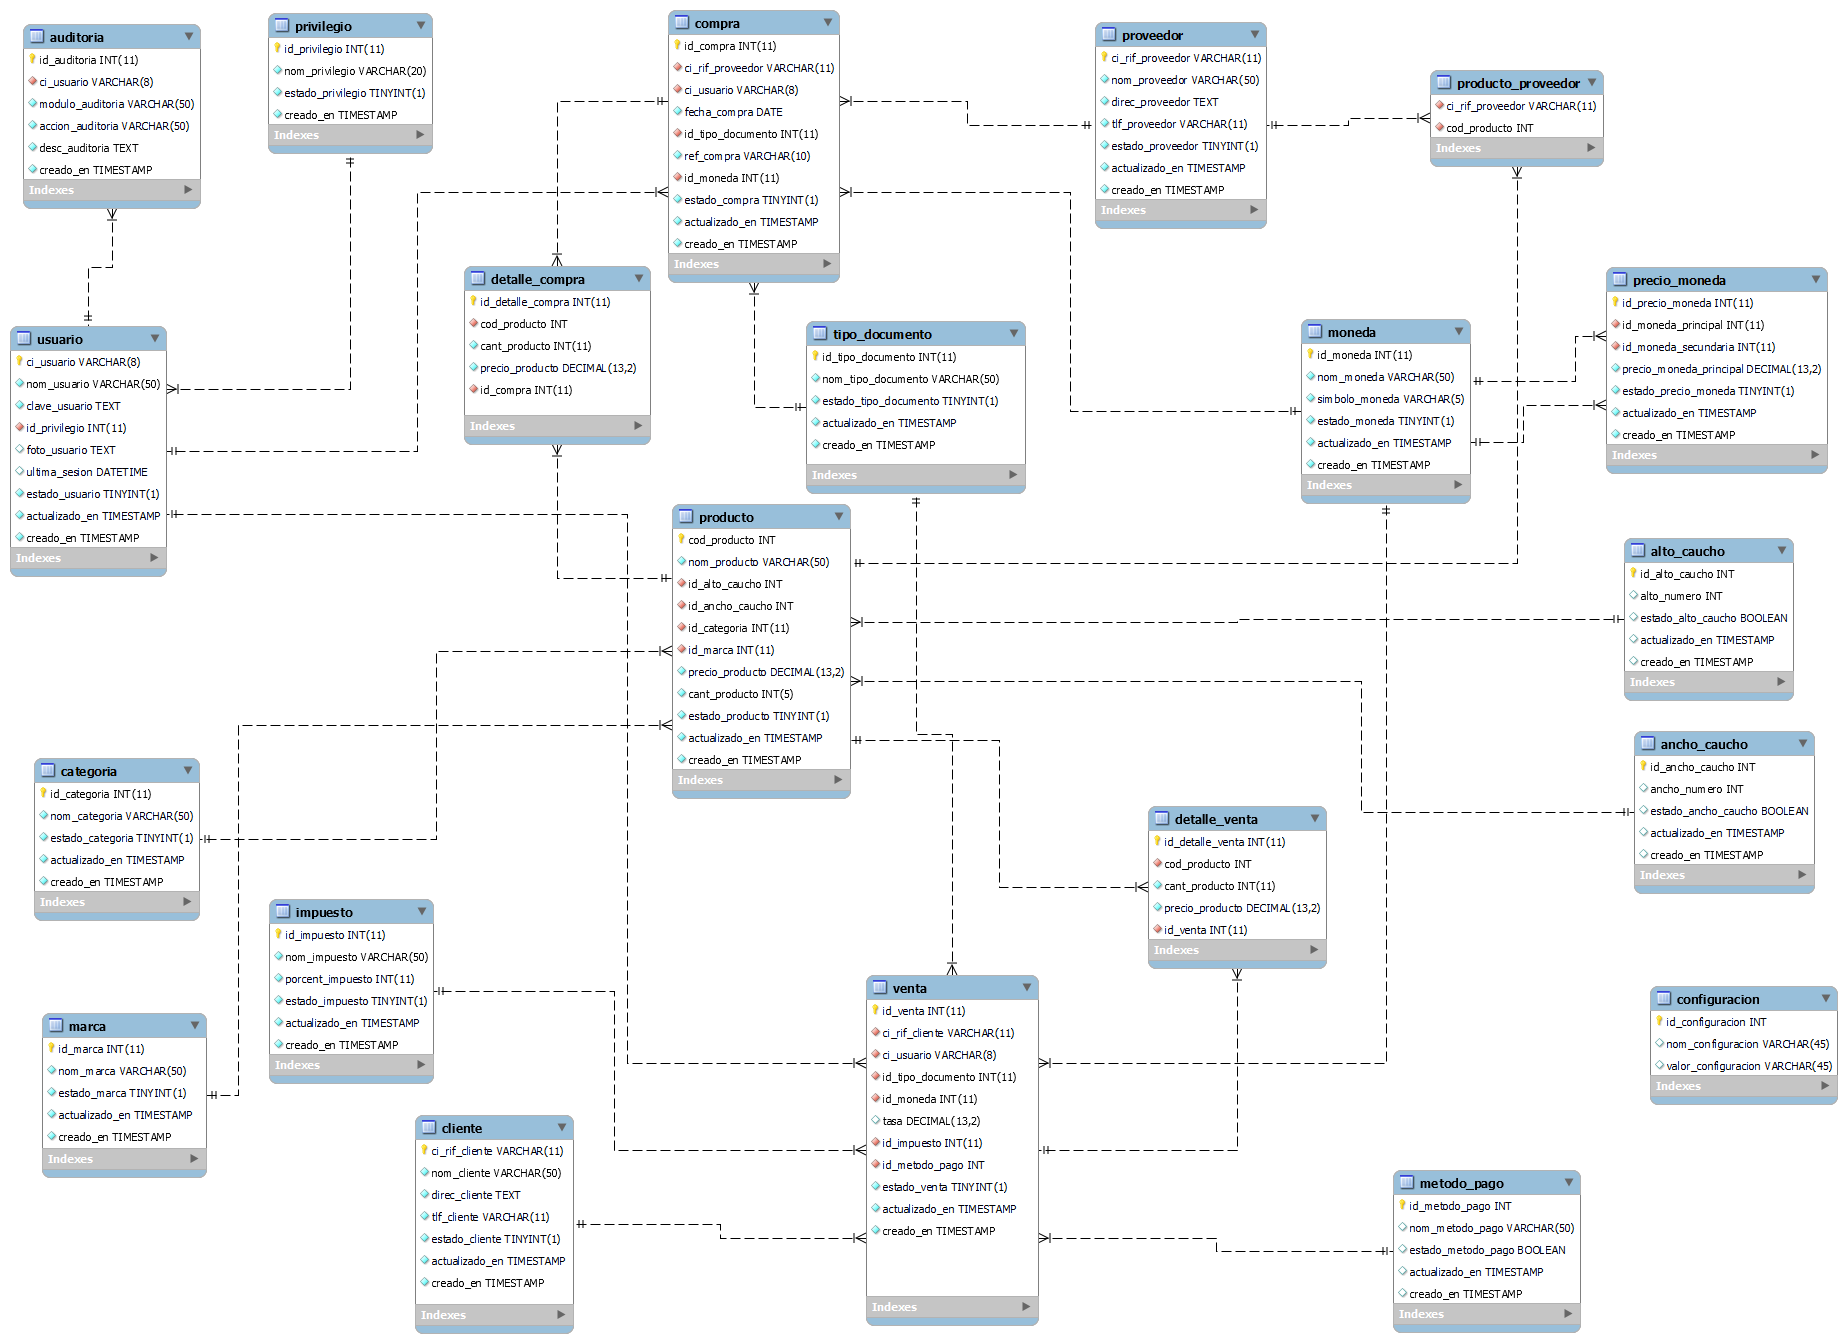 auditoria
id_auditoria INT(11)
ci_usuario VARCHAR(8)
modulo_auditoria VARCHAR(50)
accion_auditoria VARCHAR(50)
desc_auditoria TEXT
creado_en TIMESTAMP
Indexes
privilegio
id_privilegio INT(11)
nom_privilegio VARCHAR(20)
estado_privilegio TINYINT(1)
creado_en TIMESTAMP
Indexes
compra
id_compra INT(11)
ci_rif_proveedor VARCHAR(11)
ci_usuario VARCHAR(8)
fecha_compra DATE
id_tipo_documento INT(11)
ref_compra VARCHAR(10)
id_moneda INT(11)
estado_compra TINYINT(1)
actualizado_en TIMESTAMP
creado_en TIMESTAMP
Indexes
proveedor
ci_rif_proveedor VARCHAR(11)
nom_proveedor VARCHAR(50)
direc_proveedor TEXT
tlf_proveedor VARCHAR(11)
estado_proveedor TINYINT(1)
actualizado_en TIMESTAMP
creado_en TIMESTAMP
Indexes
producto_proveedor
ci_rif_proveedor VARCHAR(11)
cod_producto INT
Indexes
detalle_compra
id_detalle_compra INT(11)
cod_producto INT
cant_producto INT(11)
precio_producto DECIMAL(13,2)
id_compra INT(11)
Indexes
precio_moneda
id_precio_moneda INT(11)
id_moneda_principal INT(11)
id_moneda_secundaria INT(11)
precio_moneda_principal DECIMAL(13,2)
estado_precio_moneda TINYINT(1)
actualizado_en TIMESTAMP
creado_en TIMESTAMP
Indexes
usuario
ci_usuario VARCHAR(8)
nom_usuario VARCHAR(50)
clave_usuario TEXT
id_privilegio INT(11)
foto_usuario TEXT
ultima_sesion DATETIME
estado_usuario TINYINT(1)
actualizado_en TIMESTAMP
creado_en TIMESTAMP
Indexes
tipo_documento
id_tipo_documento INT(11)
nom_tipo_documento VARCHAR(50)
estado_tipo_documento TINYINT(1)
actualizado_en TIMESTAMP
creado_en TIMESTAMP
Indexes
moneda
id_moneda INT(11)
nom_moneda VARCHAR(50)
simbolo_moneda VARCHAR(5)
estado_moneda TINYINT(1)
actualizado_en TIMESTAMP
creado_en TIMESTAMP
Indexes
producto
cod_producto INT
nom_producto VARCHAR(50)
id_alto_caucho INT
id_ancho_caucho INT
id_categoria INT(11)
id_marca INT(11)
precio_producto DECIMAL(13,2)
cant_producto INT(5)
estado_producto TINYINT(1)
actualizado_en TIMESTAMP
creado_en TIMESTAMP
Indexes
alto_caucho
id_alto_caucho INT
alto_numero INT
estado_alto_caucho BOOLEAN
actualizado_en TIMESTAMP
creado_en TIMESTAMP
Indexes
ancho_caucho
id_ancho_caucho INT
ancho_numero INT
estado_ancho_caucho BOOLEAN
actualizado_en TIMESTAMP
creado_en TIMESTAMP
Indexes
categoria
id_categoria INT(11)
nom_categoria VARCHAR(50)
estado_categoria TINYINT(1)
actualizado_en TIMESTAMP
creado_en TIMESTAMP
Indexes
detalle_venta
id_detalle_venta INT(11)
cod_producto INT
cant_producto INT(11)
precio_producto DECIMAL(13,2)
id_venta INT(11)
Indexes
impuesto
id_impuesto INT(11)
nom_impuesto VARCHAR(50)
porcent_impuesto INT(11)
estado_impuesto TINYINT(1)
actualizado_en TIMESTAMP
creado_en TIMESTAMP
Indexes
venta
id_venta INT(11)
ci_rif_cliente VARCHAR(11)
ci_usuario VARCHAR(8)
id_tipo_documento INT(11)
id_moneda INT(11)
tasa DECIMAL(13,2)
id_impuesto INT(11)
id_metodo_pago INT
estado_venta TINYINT(1)
actualizado_en TIMESTAMP
creado_en TIMESTAMP
Indexes
configuracion
id_configuracion INT
nom_configuracion VARCHAR(45)
valor_configuracion VARCHAR(45)
Indexes
marca
id_marca INT(11)
nom_marca VARCHAR(50)
estado_marca TINYINT(1)
actualizado_en TIMESTAMP
creado_en TIMESTAMP
Indexes
cliente
ci_rif_cliente VARCHAR(11)
nom_cliente VARCHAR(50)
direc_cliente TEXT
tlf_cliente VARCHAR(11)
estado_cliente TINYINT(1)
actualizado_en TIMESTAMP
creado_en TIMESTAMP
Indexes
metodo_pago
id_metodo_pago INT
nom_metodo_pago VARCHAR(50)
estado_metodo_pago BOOLEAN
actualizado_en TIMESTAMP
creado_en TIMESTAMP
Indexes